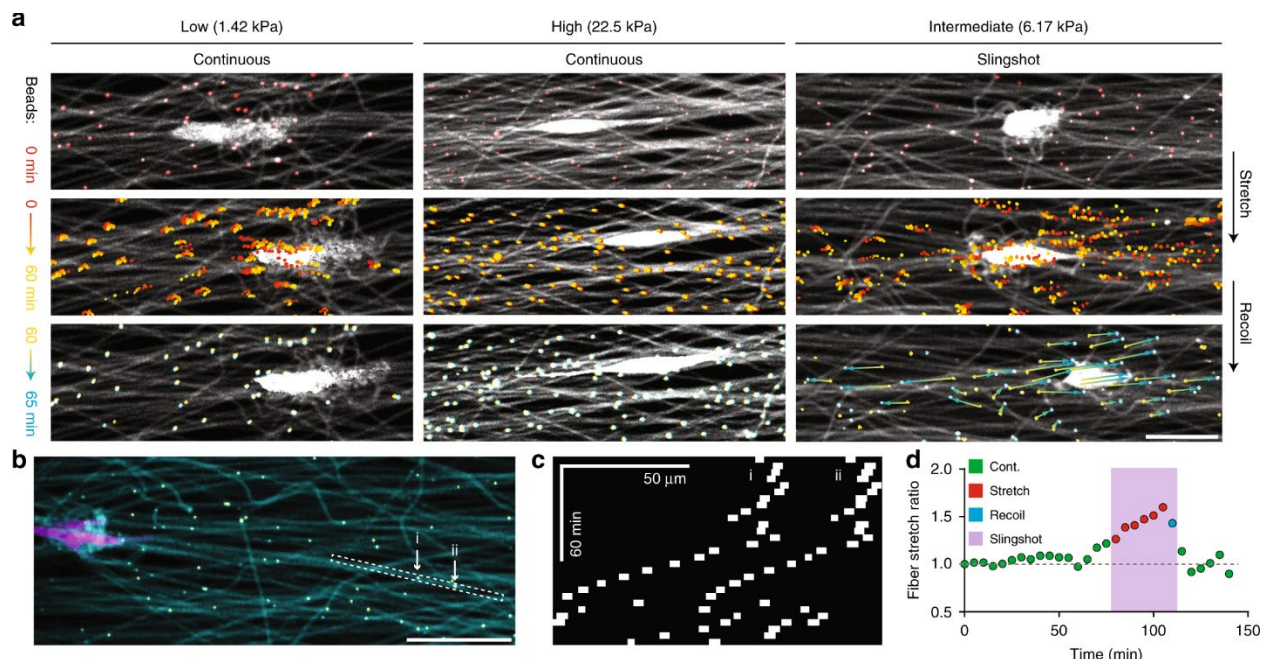 a
Low (1.42 kPa)
High (22.5 kPa)
Intermediate (6.17 kPa)
Continuous
Continuous
Slingshot
Beads:
0 min
0 → 60 min
60 → 65 min
Stretch
Recoil
b
i
ii
c
50 μm
60 min
i
ii
d
Fiber stretch ratio
2.0
1.5
1.0
0.5
Cont.
Stretch
Recoil
Slingshot
0
50
100
150
Time (min)